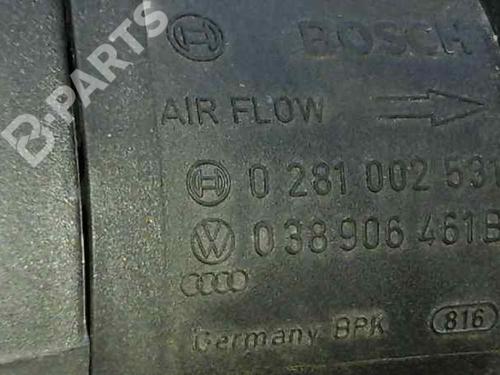 B-PARTS
BOSCH
AIR FLOW
0 281 002 531
038 906 461B
Germany BPK 816